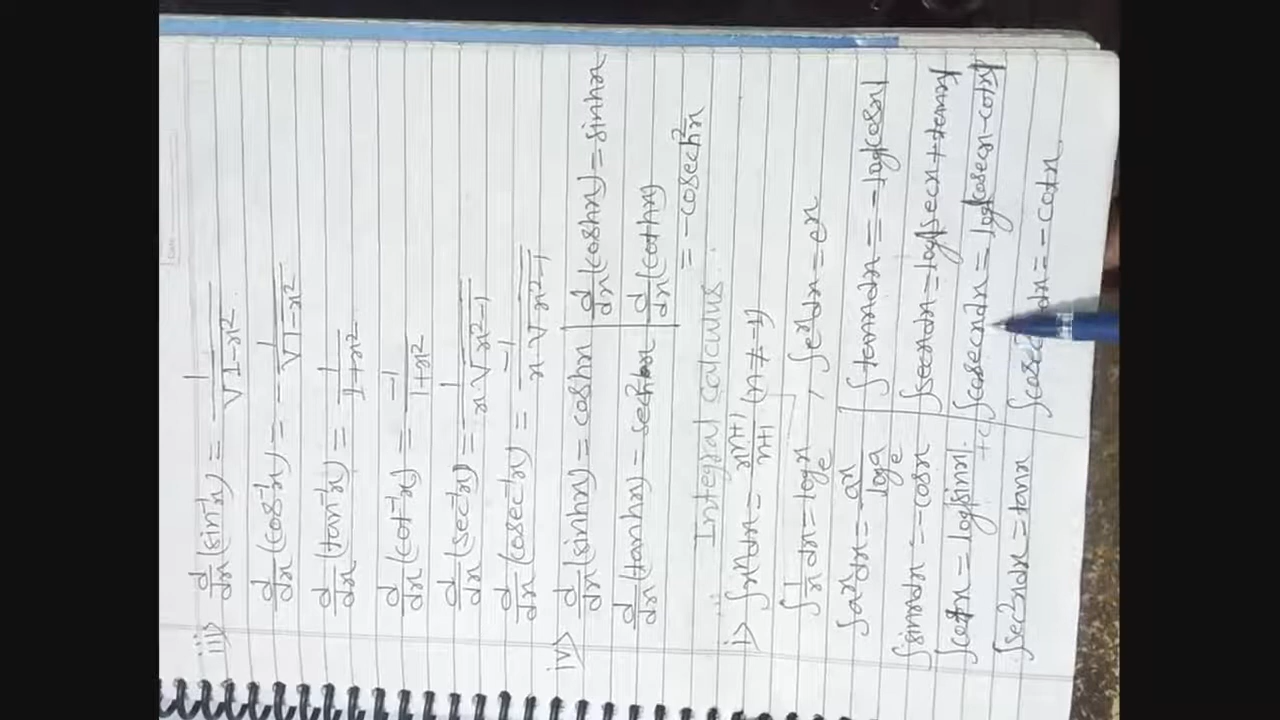 iii> d/dx (sin⁻¹x) = 1/√(1-x²)
d/dx (cos⁻¹x) = -1/√(1-x²)
d/dx (tan⁻¹x) = 1/(1+x²)
d/dx (cot⁻¹x) = -1/(1+x²)
d/dx (sec⁻¹x) = 1/(x·√(x²-1))
d/dx (cosec⁻¹x) = -1/(x·√(x²-1))
iv> d/dx (sinhx) = coshx | d/dx (coshx) = sinhx
d/dx (tanhx) = sech²x | d/dx (cothx)
= -cosech²x
Integral calculus.
i> ∫xⁿdx = xⁿ⁺¹/(n+1) (n ≠ -1)
∫1/x dx = logₑx , ∫eˣdx = eˣ
∫aˣdx = aˣ/logₑa | ∫tanxdx = -log|cosx|
∫sinxdx = -cosx | ∫secxdx = log|secx+tanx|
∫cotx = log|sinx| +c | ∫cosecxdx = log|cosecx-cotx|
∫sec²xdx = tanx | ∫cosec dx = -cotx.